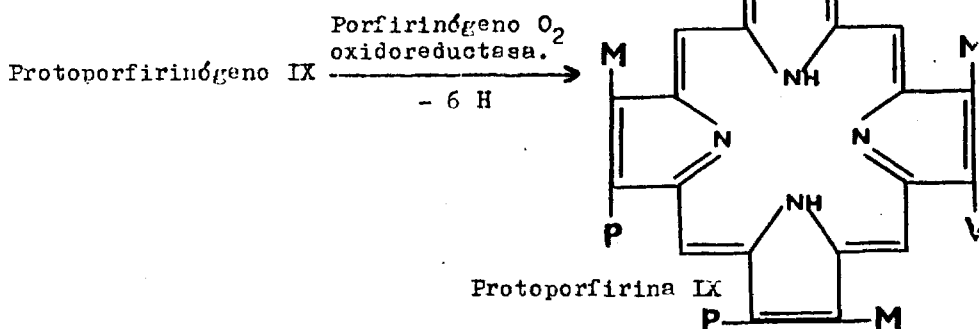 Porfirinógeno O2
oxidoreductasa.
Protoporfirinógeno IX
- 6 H
M
NH
M
N
N
NH
P
V
Protoporfirina IX
P
M